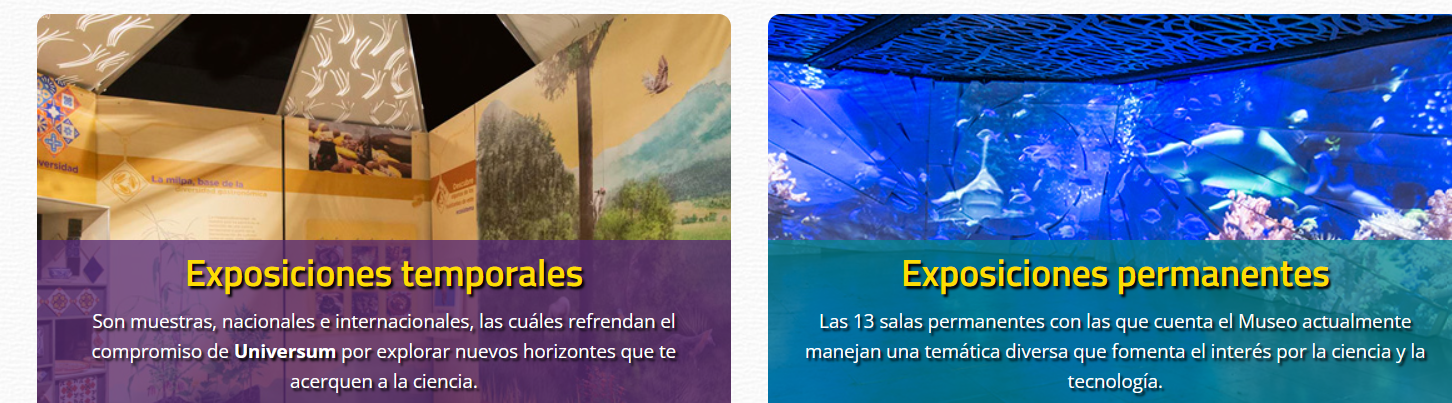 versidad
La milpa, base de la
Descubre
Exposiciones temporales
Son muestras, nacionales e internacionales, las cuáles refrendan el
compromiso de Universum por explorar nuevos horizontes que te
acerquen a la ciencia.
Exposiciones permanentes
Las 13 salas permanentes con las que cuenta el Museo actualmente
manejan una temática diversa que fomenta el interés por la ciencia y la
tecnología.